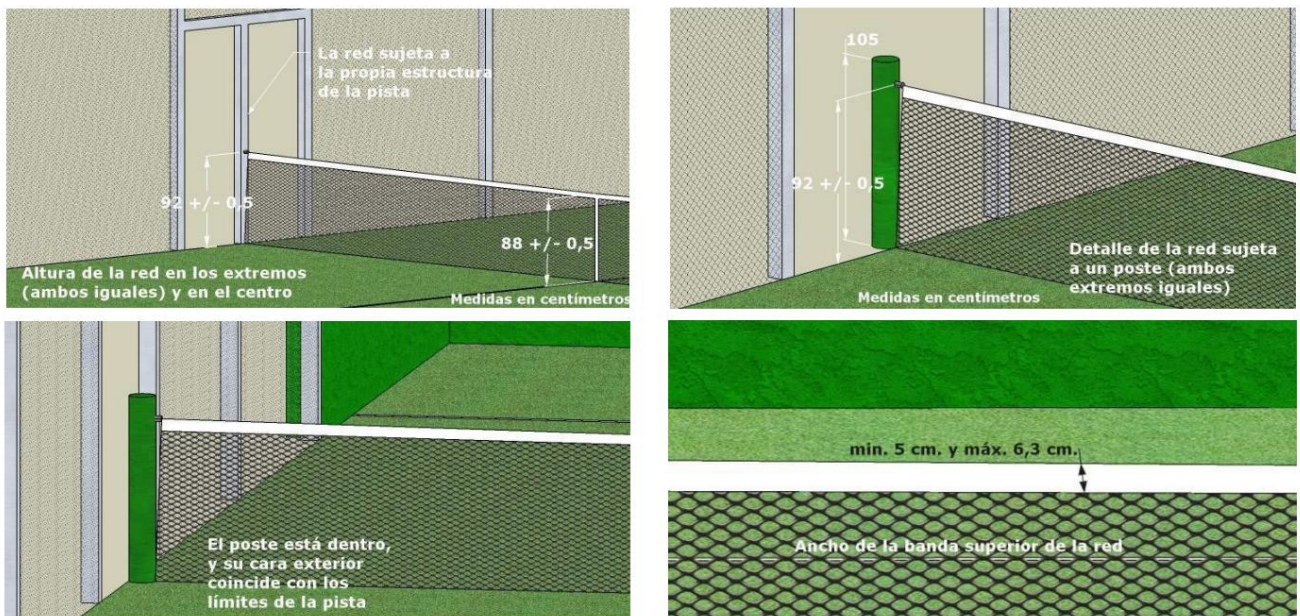 La red sujeta a
la propia estructura
de la pista
92 +/- 0,5
88 +/- 0,5
Altura de la red en los extremos
(ambos iguales) y en el centro
Medidas en centímetros
105
92 +/- 0,5
Detalle de la red sujeta
a un poste (ambos
extremos iguales)
Medidas en centímetros
El poste está dentro,
y su cara exterior
coincide con los
límites de la pista
min. 5 cm. y máx. 6,3 cm.
Ancho de la banda superior de la red